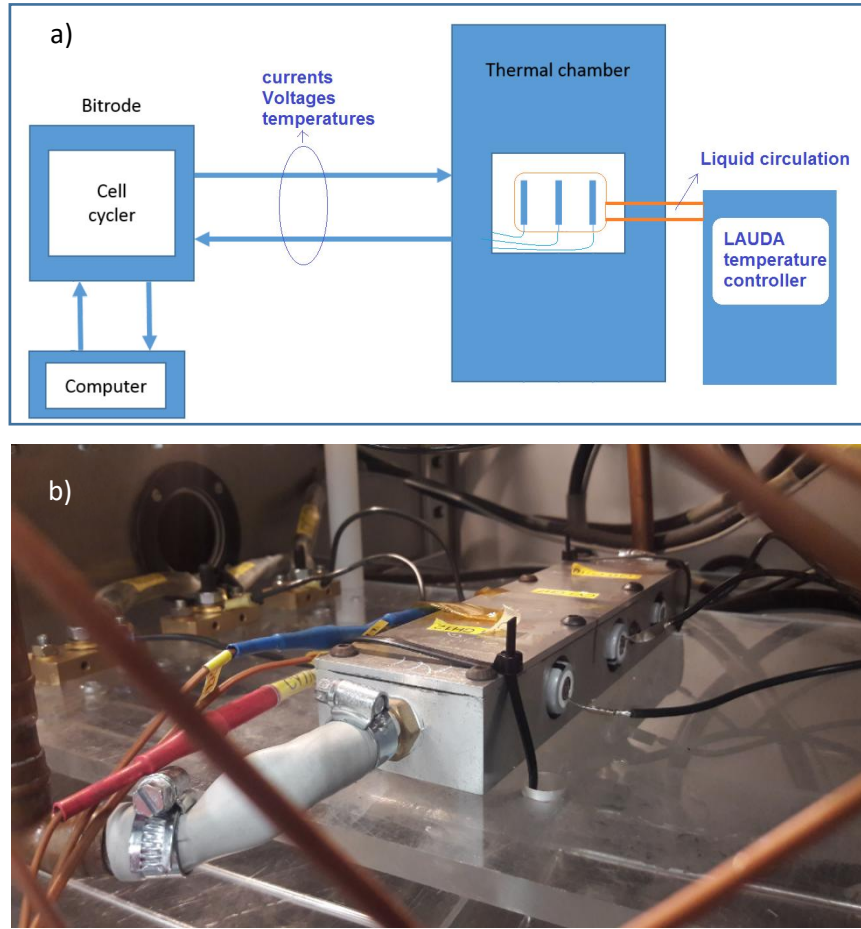 a)
currents
Voltages
temperatures
Thermal chamber
Bitrode
Cell
cycler
Liquid circulation
LAUDA
temperature
controller
Computer
b)